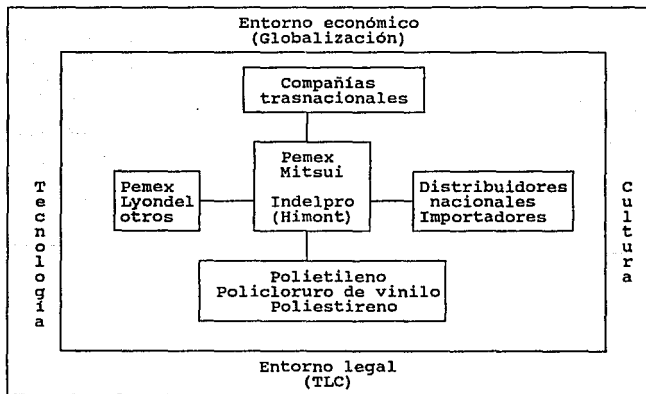 Entorno económico
(Globalización)
Compañías
trasnacionales
Pemex
Mitsui
Indelpro
(Himont)
Pemex
Lyondel
otros
Distribuidores
nacionales
Importadores
Polietileno
Policloruro de vinilo
Poliestireno
Tecnología
Cultura
Entorno legal
(TLC)